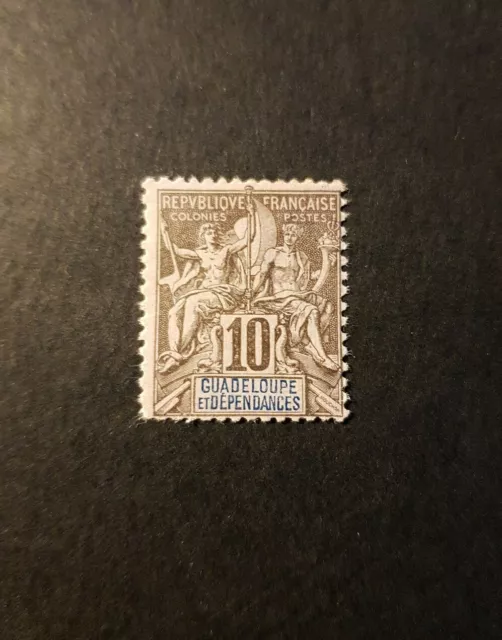 REPVBLIQVE FRANÇAISE
COLONIES POSTES
10
GUADELOUPE
ET DÉPENDANCES